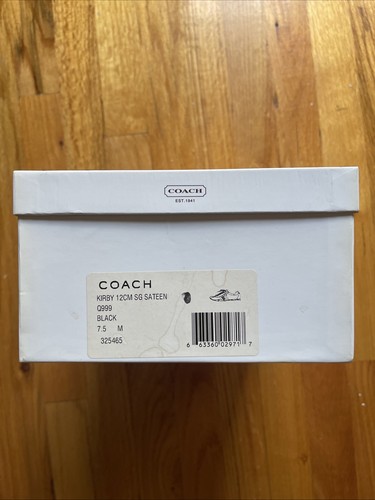 COACH
EST. 1941
COACH
KIRBY 12CM SG SATEEN
Q999
BLACK
7.5 M
325465
6 63360 02971 7